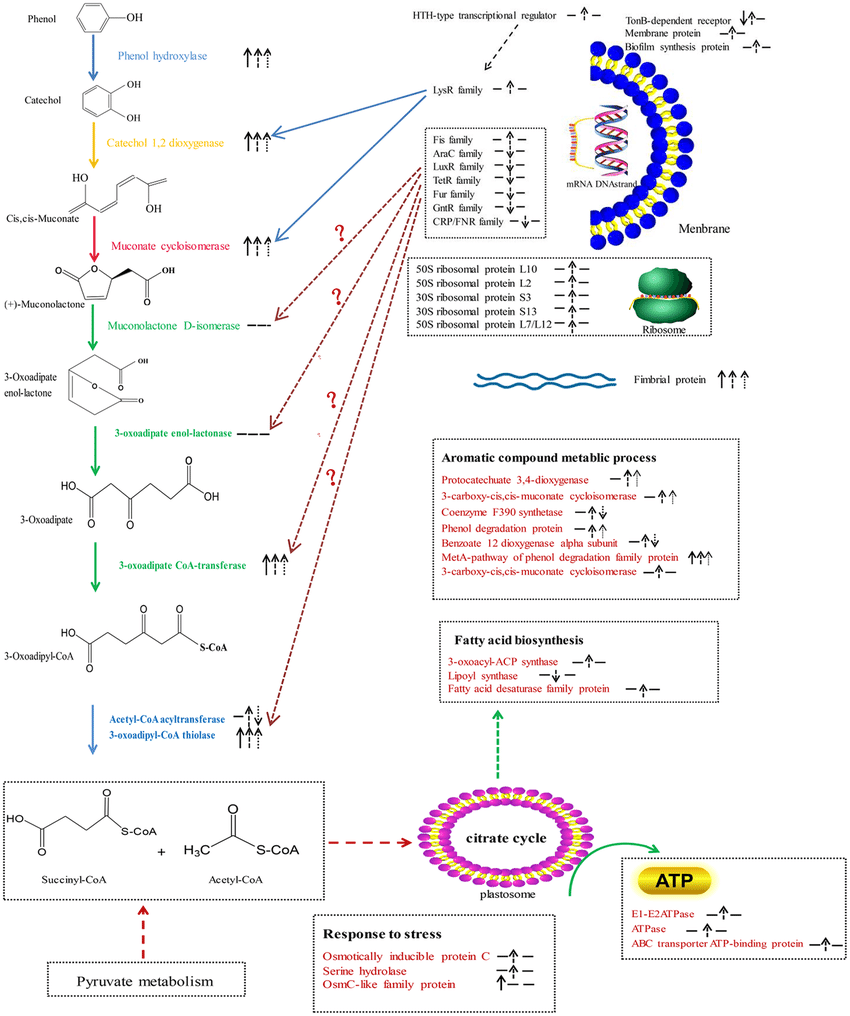 Phenol
OH
Phenol hydroxylase
Catechol
OH
OH
Catechol 1,2 dioxygenase
HO
OH
Cis,cis-Muconate
Muconate cycloisomerase
O
O
O
OH
(+)-Muconolactone
Muconolactone D-isomerase
3-Oxoadipate
enol-lactone
OH
O
O
O
3-oxoadipate enol-lactonase
HO
O
O
O
OH
3-Oxoadipate
3-oxoadipate CoA-transferase
HO
O
O
O
S-CoA
3-Oxoadipyl-CoA
Acetyl-CoA acyltransferase
3-oxoadipyl-CoA thiolase
HO
O
O
S-CoA
Succinyl-CoA
+
O
H3C
S-CoA
Acetyl-CoA
Pyruvate metabolism
HTH-type transcriptional regulator
LysR family
Fis family
AraC family
LuxR family
TetR family
Fur family
GntR family
CRP/FNR family
?
?
?
?
TonB-dependent receptor
Membrane protein
Biofilm synthesis protein
mRNA DNAstrand
Menbrane
50S ribosomal protein L10
50S ribosomal protein L2
30S ribosomal protein S3
30S ribosomal protein S13
50S ribosomal protein L7/L12
Ribosome
Fimbrial protein
Aromatic compound metablic process
Protocatechuate 3,4-dioxygenase
3-carboxy-cis,cis-muconate cycloisomerase
Coenzyme F390 synthetase
Phenol degradation protein
Benzoate 12 dioxygenase alpha subunit
MetA-pathway of phenol degradation family protein
3-carboxy-cis,cis-muconate cycloisomerase
Fatty acid biosynthesis
3-oxoacyl-ACP synthase
Lipoyl synthase
Fatty acid desaturase family protein
citrate cycle
plastosome
ATP
E1-E2ATPase
ATPase
ABC transporter ATP-binding protein
Response to stress
Osmotically inducible protein C
Serine hydrolase
OsmC-like family protein